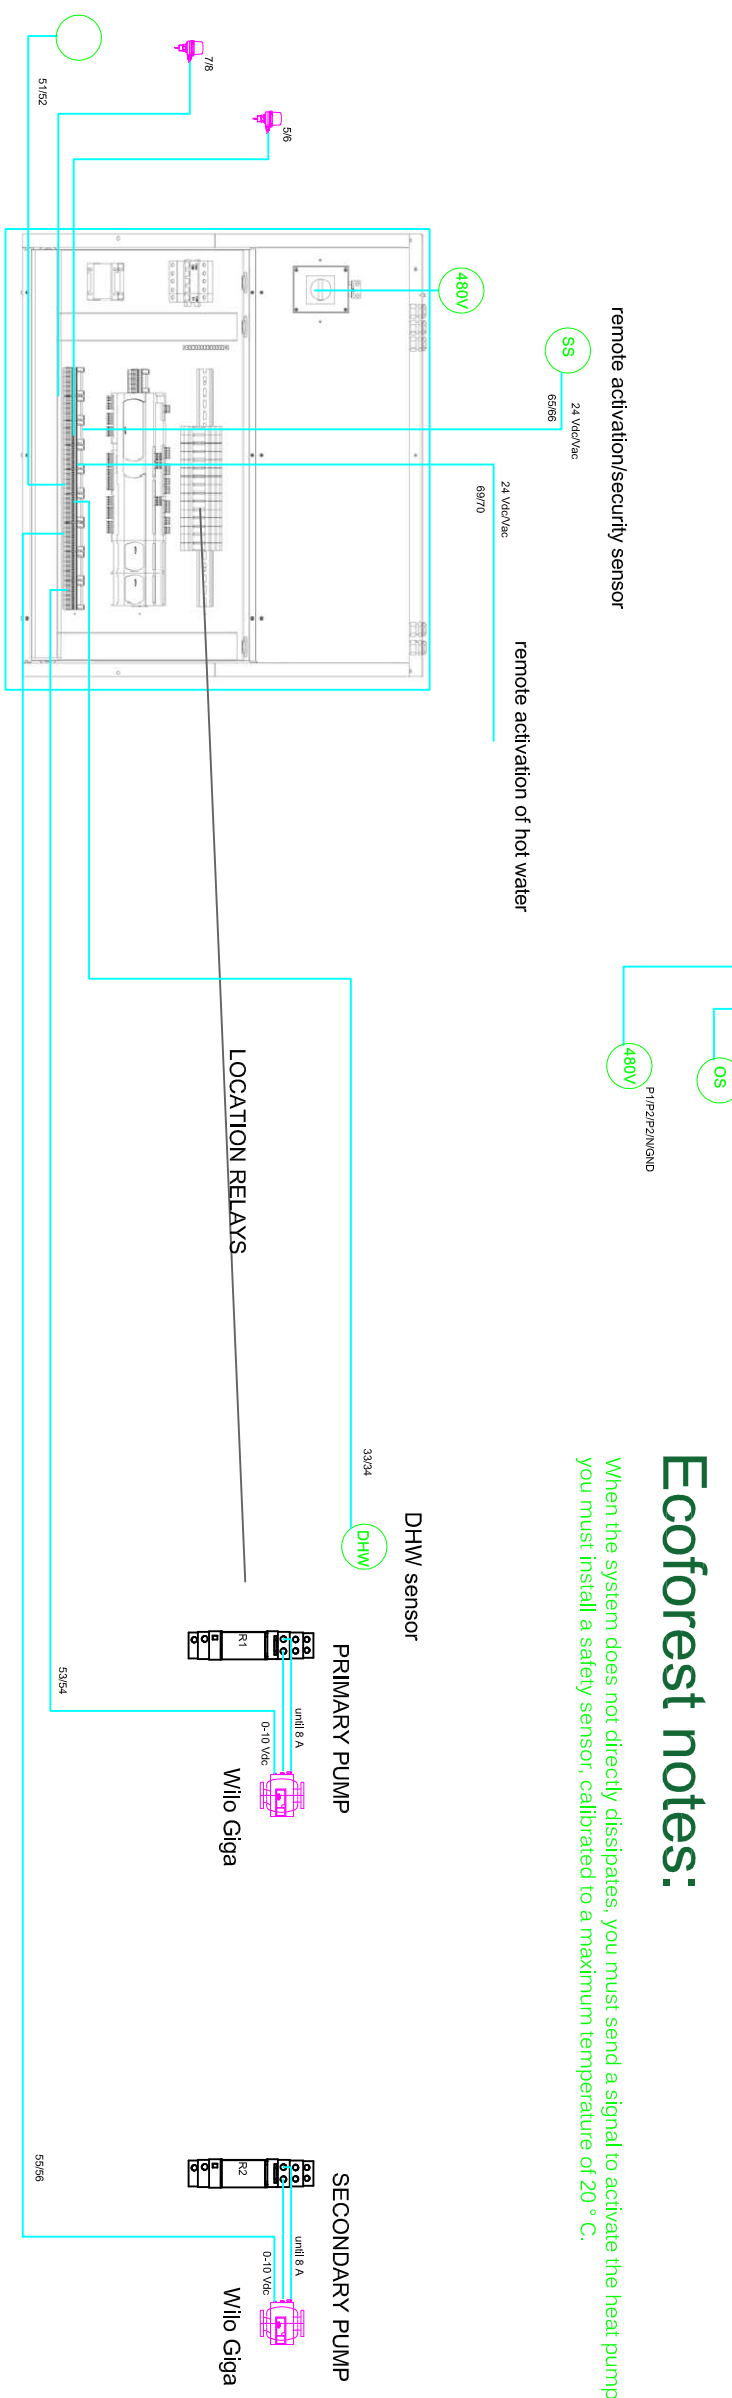 Ecoforest notes:
When the system does not directly dissipates, you must send a signal to activate the heat pump
you must install a safety sensor, calibrated to a maximum temperature of 20 ° C.
OS
480V
P1/P2/P2/N/GND
remote activation/security sensor
SS
24 Vdc/Vac
65/66
480V
24 Vdc/Vac
69/70
remote activation of hot water
5/6
7/8
51/52
LOCATION RELAYS
33/34
DHW
DHW sensor
PRIMARY PUMP
R1
until 8 A
0-10 Vdc
Wilo Giga
53/54
SECONDARY PUMP
R2
until 8 A
0-10 Vdc
Wilo Giga
55/56